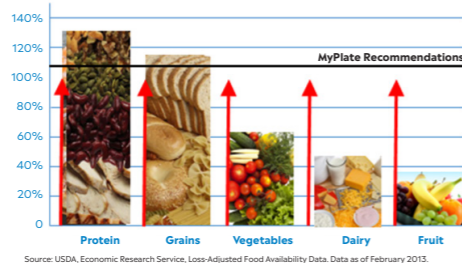 140%
120%
MyPlate Recommendations
100%
80%
60%
40%
20%
0
Protein Grains Vegetables Dairy Fruit
Source: USDA, Economic Research Service, Loss-Adjusted Food Availability Data. Data as of February 2013.